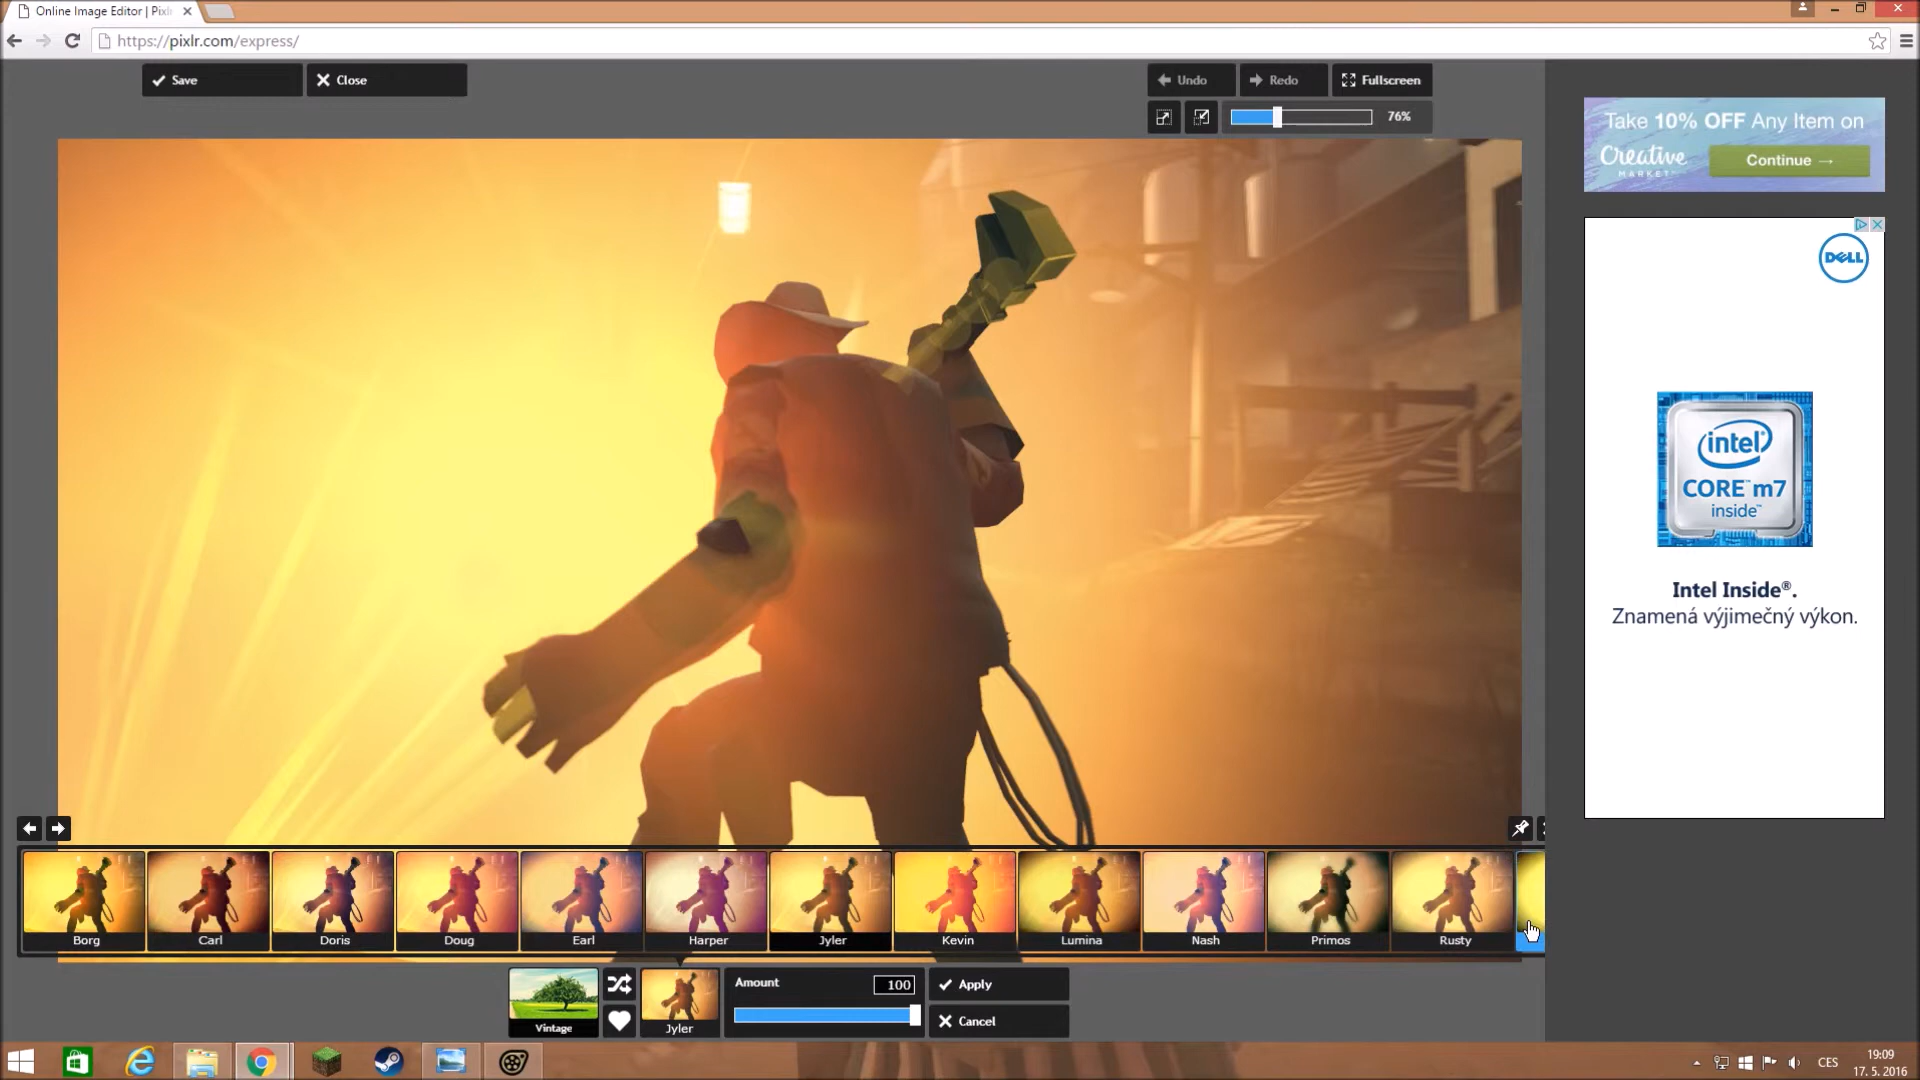 Online Image Editor | Pixlr
https://pixlr.com/express/
Save
Close
Undo
Redo
Fullscreen
76%
Take 10% OFF Any Item on
Creative
MARKET
Continue →
DELL
intel
CORE™ m7
inside™
Intel Inside®.
Znamená výjimečný výkon.
Borg
Carl
Doris
Doug
Earl
Harper
Jyler
Kevin
Lumina
Nash
Primos
Rusty
Vintage
Jyler
Amount
100
Apply
Cancel
CES
19:09
17. 5. 2016